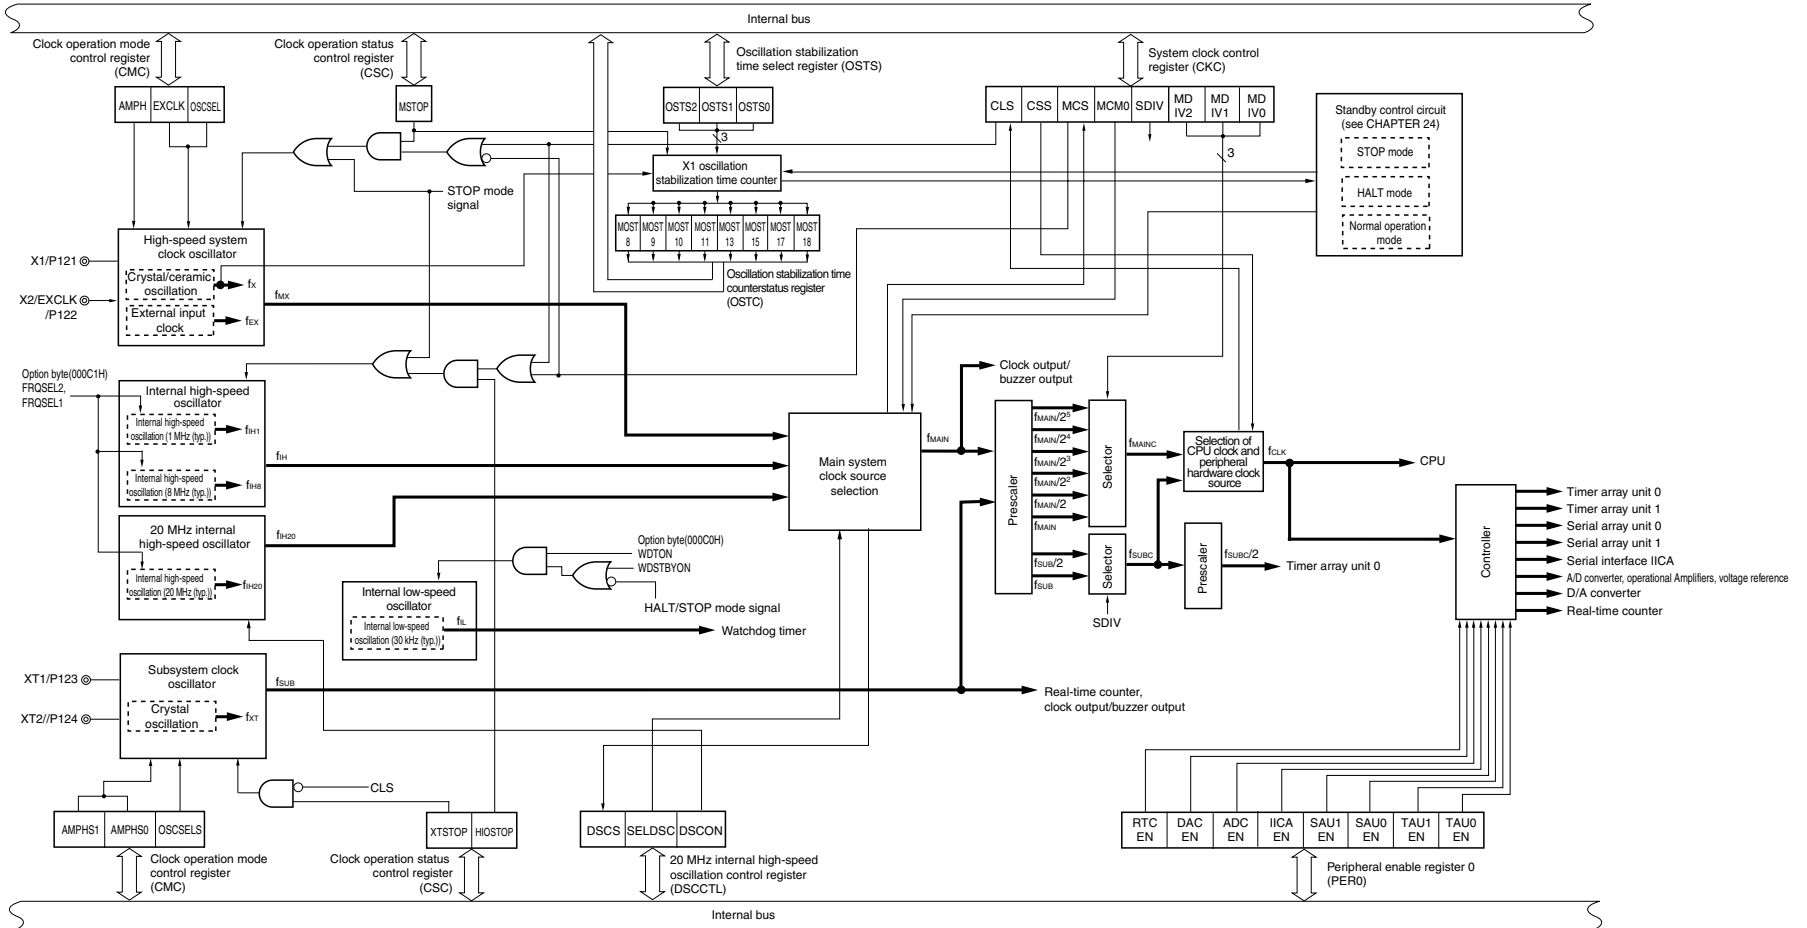 Internal bus
Clock operation mode
control register
(CMC)
Clock operation status
control register
(CSC)
Oscillation stabilization
time select register (OSTS)
System clock control
register (CKC)
AMPH EXCLK OSCSEL
MSTOP
OSTS2 OSTS1 OSTS0
CLS CSS MCS MCM0 SDIV MD IV2 MD IV1 MD IV0
3
3
Standby control circuit
(see CHAPTER 24)
STOP mode
HALT mode
Normal operation
mode
X1 oscillation
stabilization time counter
STOP mode
signal
MOST 8 MOST 9 MOST 10 MOST 11 MOST 13 MOST 15 MOST 17 MOST 18
Oscillation stabilization time
counterstatus register
(OSTC)
High-speed system
clock oscillator
X1/P121
Crystal/ceramic
oscillation
fX
X2/EXCLK
/P122
External input
clock
fEX
fMX
Option byte(000C1H)
FRQSEL2,
FRQSEL1
Internal high-speed
oscillator
Internal high-speed
oscillation (1 MHz (typ.))
fIH1
Internal high-speed
oscillation (8 MHz (typ.))
fIH8
fIH
20 MHz internal
high-speed oscillator
Internal high-speed
oscillation (20 MHz (typ.))
fIH20
fIH20
Main system
clock source
selection
fMAIN
Clock output/
buzzer output
Prescaler
fMAIN/2⁵
fMAIN/2⁴
fMAIN/2³
fMAIN/2²
fMAIN/2
fMAIN
Selector
fMAINC
Selection of
CPU clock and
peripheral
hardware clock
source
fCLK
CPU
fSUB/2
fSUB
Selector
SDIV
fSUBC
Prescaler
fSUBC/2
Timer array unit 0
Controller
Timer array unit 0
Timer array unit 1
Serial array unit 0
Serial array unit 1
Serial interface IICA
A/D converter, operational Amplifiers, voltage reference
D/A converter
Real-time counter
Option byte(000C0H)
WDTON
WDSTBYON
HALT/STOP mode signal
Internal low-speed
oscillator
Internal low-speed
oscillation (30 kHz (typ.))
fIL
Watchdog timer
Subsystem clock
oscillator
XT1/P123
XT2//P124
Crystal
oscillation
fXT
fSUB
Real-time counter,
clock output/buzzer output
CLS
AMPHS1 AMPHS0 OSCSELS
XTSTOP HIOSTOP
DSCS SELDSC DSCON
RTC EN DAC EN ADC EN IICA EN SAU1 EN SAU0 EN TAU1 EN TAU0 EN
Clock operation mode
control register
(CMC)
Clock operation status
control register
(CSC)
20 MHz internal high-speed
oscillation control register
(DSCCTL)
Peripheral enable register 0
(PER0)
Internal bus